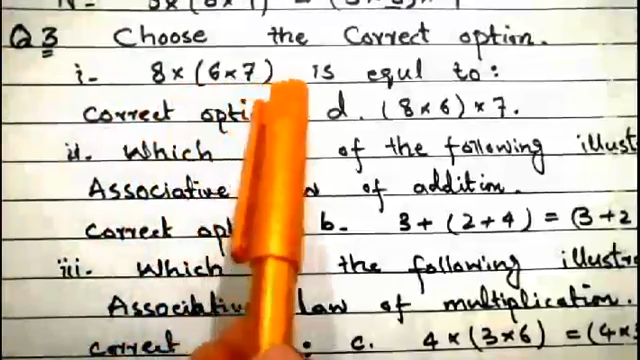 Q3 Choose the Correct option.
i- 8×(6×7) is equl to:
Correct opti d. (8×6)×7.
ii- Which of the following illust
Associative of addition.
correct op b. 3+(2+4) = (3+2
iii- Which the following illustr
Associative law of multiplication.
correct : c. 4×(3×6) = (4×